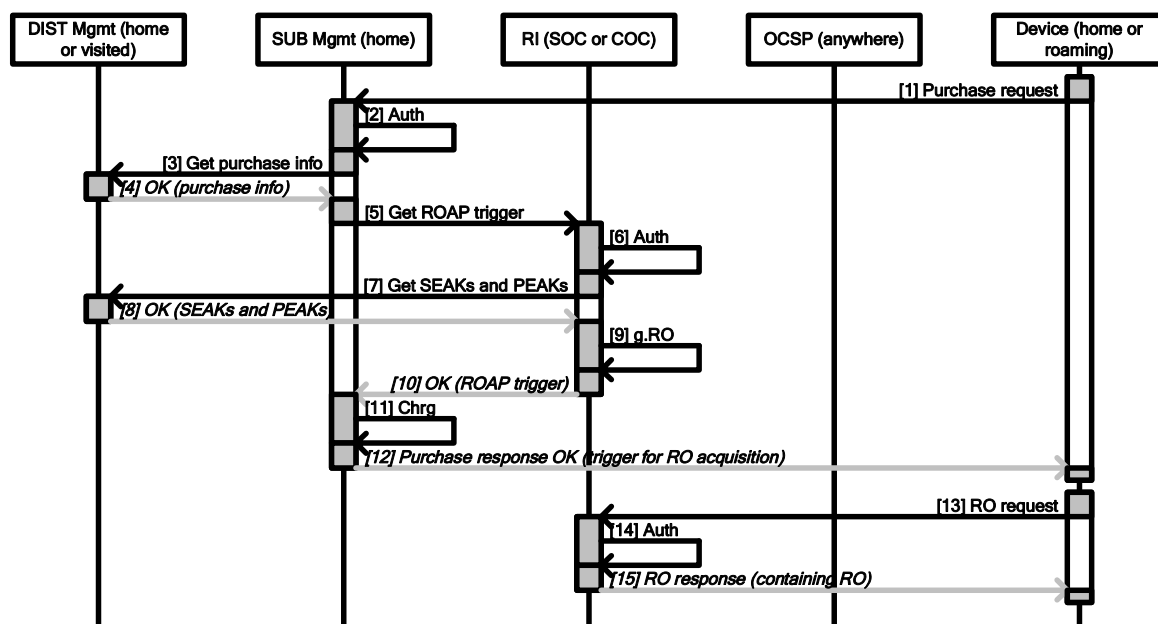 DIST Mgmt (home
or visited)
SUB Mgmt (home)
RI (SOC or COC)
OCSP (anywhere)
Device (home or
roaming)
[1] Purchase request
[2] Auth
[3] Get purchase info
[4] OK (purchase info)
[5] Get ROAP trigger
[6] Auth
[7] Get SEAKs and PEAKs
[8] OK (SEAKs and PEAKs)
[9] g.RO
[10] OK (ROAP trigger)
[11] Chrg
[12] Purchase response OK (trigger for RO acquisition)
[13] RO request
[14] Auth
[15] RO response (containing RO)